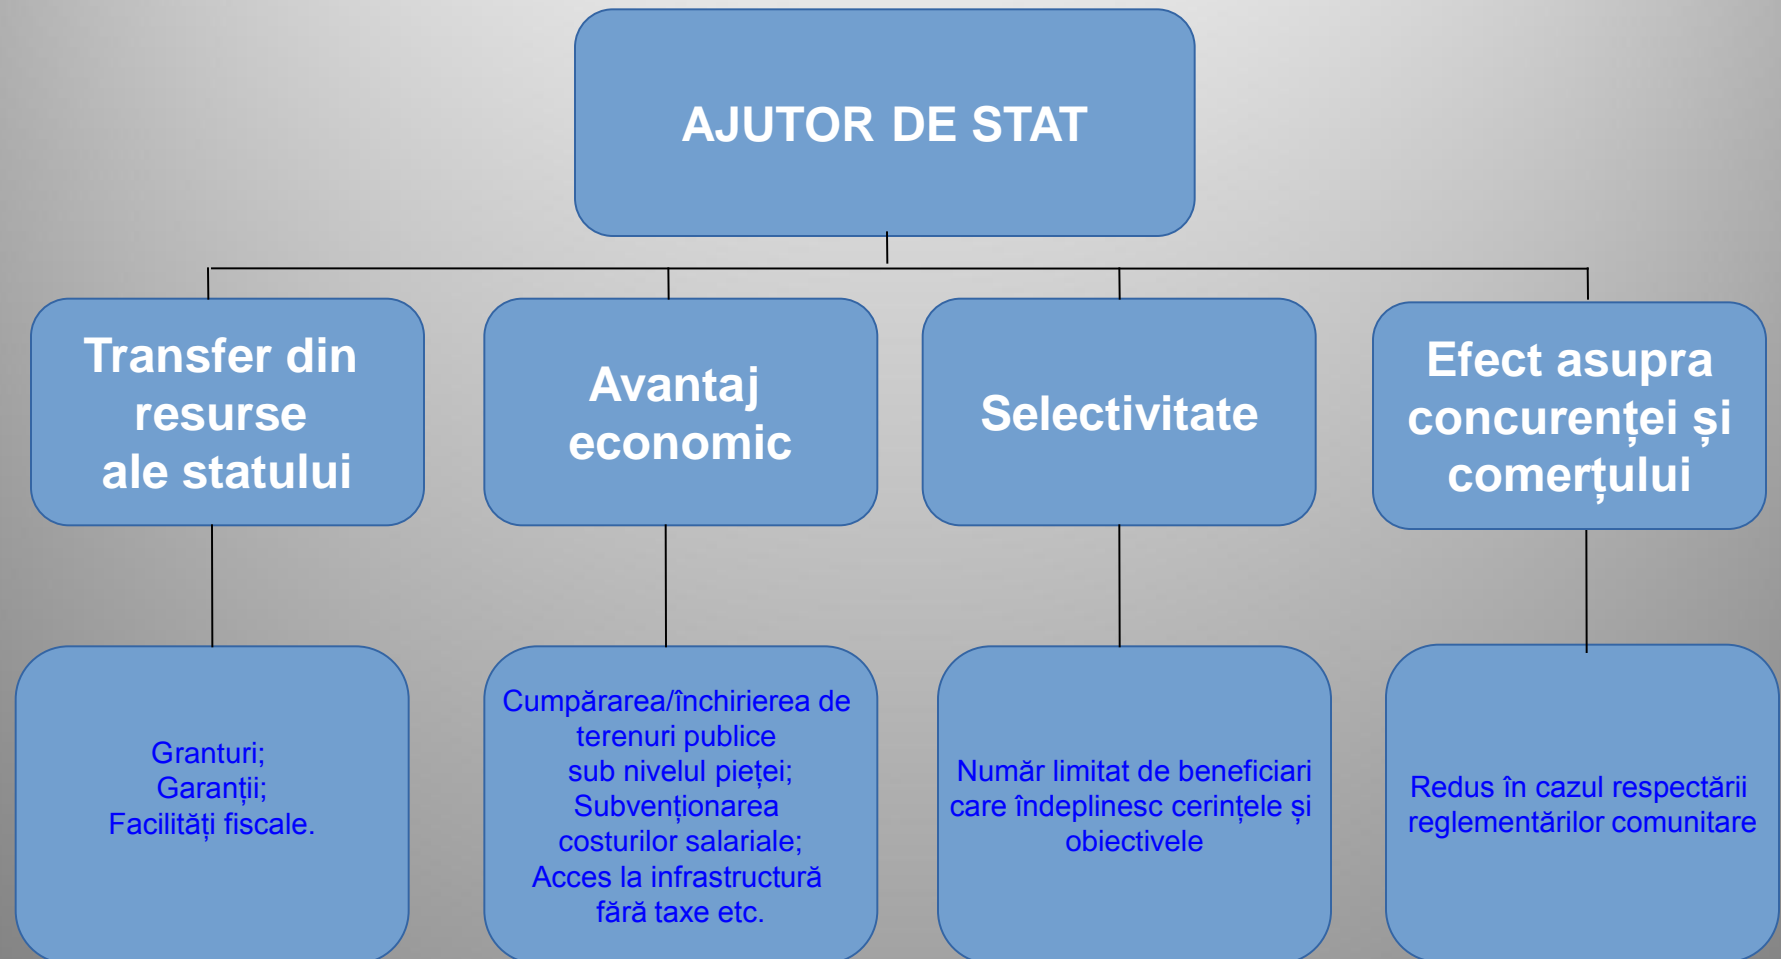 AJUTOR DE STAT
Transfer din
resurse
ale statului
Avantaj
economic
Selectivitate
Efect asupra
concurenței și
comerțului
Granturi;
Garanții;
Facilități fiscale.
Cumpărarea/închirierea de
terenuri publice
sub nivelul pieței;
Subvenționarea
costurilor salariale;
Acces la infrastructură
fără taxe etc.
Număr limitat de beneficiari
care îndeplinesc cerințele și
obiectivele
Redus în cazul respectării
reglementărilor comunitare